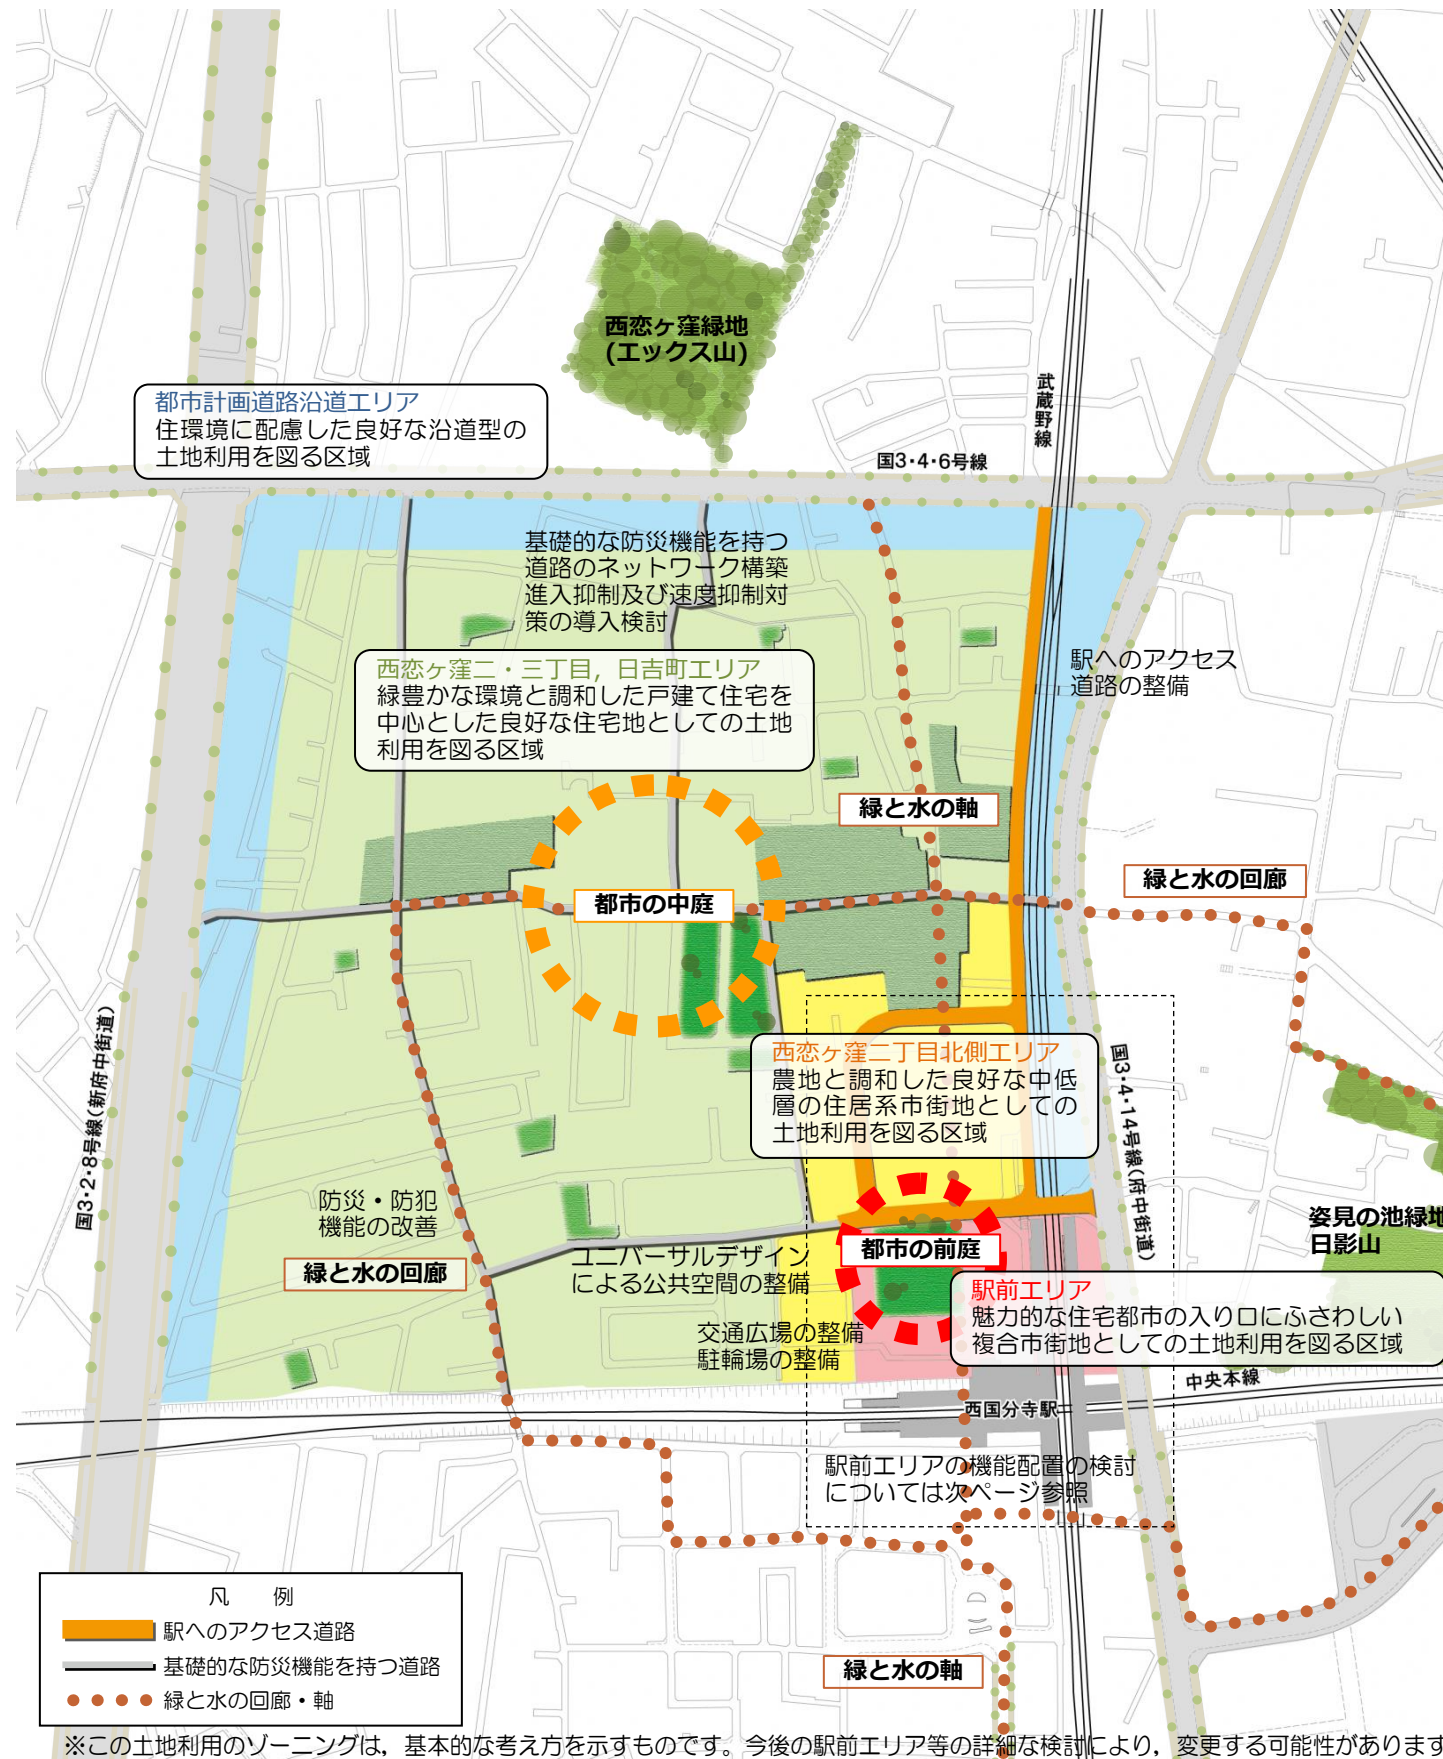 西恋ヶ窪緑地
(エックス山)
武蔵野線
都市計画道路沿道エリア
住環境に配慮した良好な沿道型の
土地利用を図る区域
国3・4・6号線
基礎的な防災機能を持つ
道路のネットワーク構築
進入抑制及び速度抑制対
策の導入検討
駅へのアクセス
道路の整備
西恋ヶ窪二・三丁目，日吉町エリア
緑豊かな環境と調和した戸建て住宅を
中心とした良好な住宅地としての土地
利用を図る区域
緑と水の軸
緑と水の回廊
都市の中庭
国3・2・8号線(新府中街道)
西恋ヶ窪二丁目北側エリア
農地と調和した良好な中低
層の住居系市街地としての
土地利用を図る区域
国3・4・14号線(府中街道)
防災・防犯
機能の改善
緑と水の回廊
ユニバーサルデザイン
による公共空間の整備
都市の前庭
姿見の池緑地
日影山
駅前エリア
魅力的な住宅都市の入り口にふさわしい
複合市街地としての土地利用を図る区域
交通広場の整備
駐輪場の整備
中央本線
西国分寺駅
駅前エリアの機能配置の検討
については次ページ参照
凡　例
駅へのアクセス道路
基礎的な防災機能を持つ道路
緑と水の回廊・軸
緑と水の軸
※この土地利用のゾーニングは，基本的な考え方を示すものです。今後の駅前エリア等の詳細な検討により，変更する可能性があります